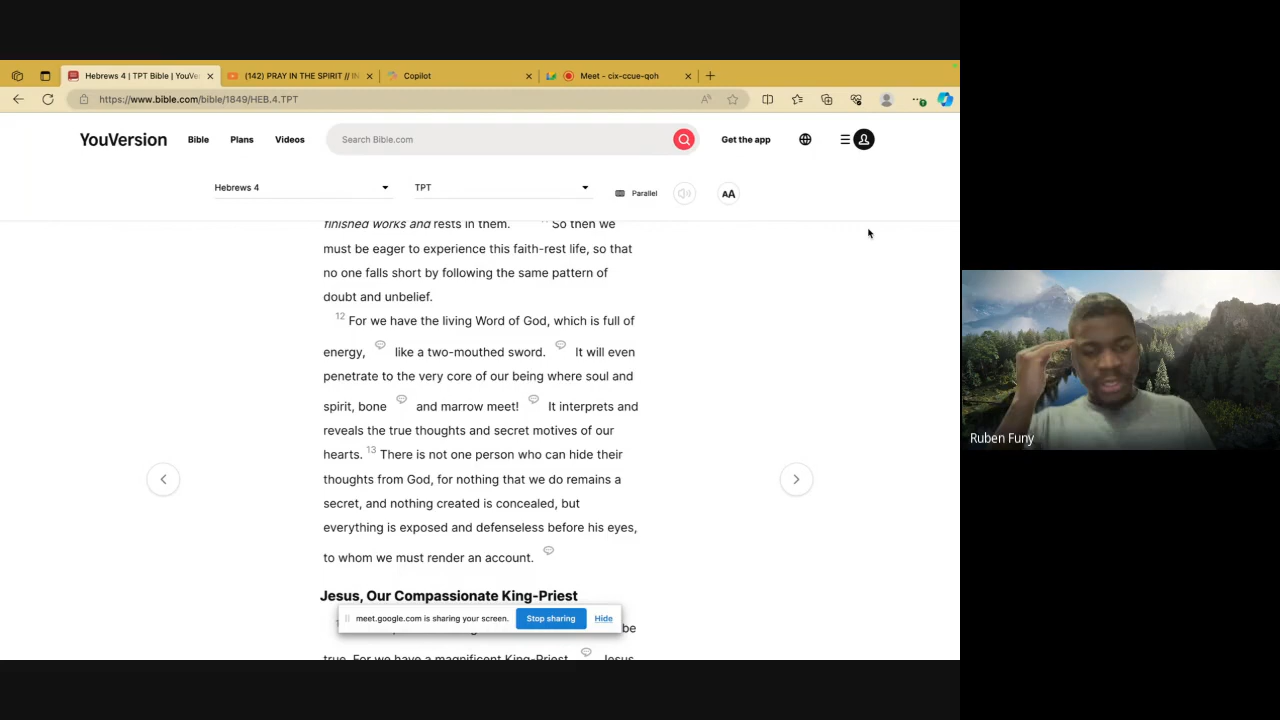 Hebrews 4 | TPT Bible | YouVe
(142) PRAY IN THE SPIRIT // IN
Copilot
Meet - cix-ccue-qoh
https://www.bible.com/bible/1849/HEB.4.TPT
YouVersion
Bible
Plans
Videos
Search Bible.com
Get the app
Hebrews 4
TPT
Parallel
AA
finished works and rests in them. So then we
must be eager to experience this faith-rest life, so that
no one falls short by following the same pattern of
doubt and unbelief.
12 For we have the living Word of God, which is full of
energy, like a two-mouthed sword. It will even
penetrate to the very core of our being where soul and
spirit, bone and marrow meet! It interprets and
reveals the true thoughts and secret motives of our
hearts. 13 There is not one person who can hide their
thoughts from God, for nothing that we do remains a
secret, and nothing created is concealed, but
everything is exposed and defenseless before his eyes,
to whom we must render an account.
Jesus, Our Compassionate King-Priest
meet.google.com is sharing your screen.
Stop sharing
Hide
be
true. For we have a magnificent King-Priest, Jesus
Ruben Funy